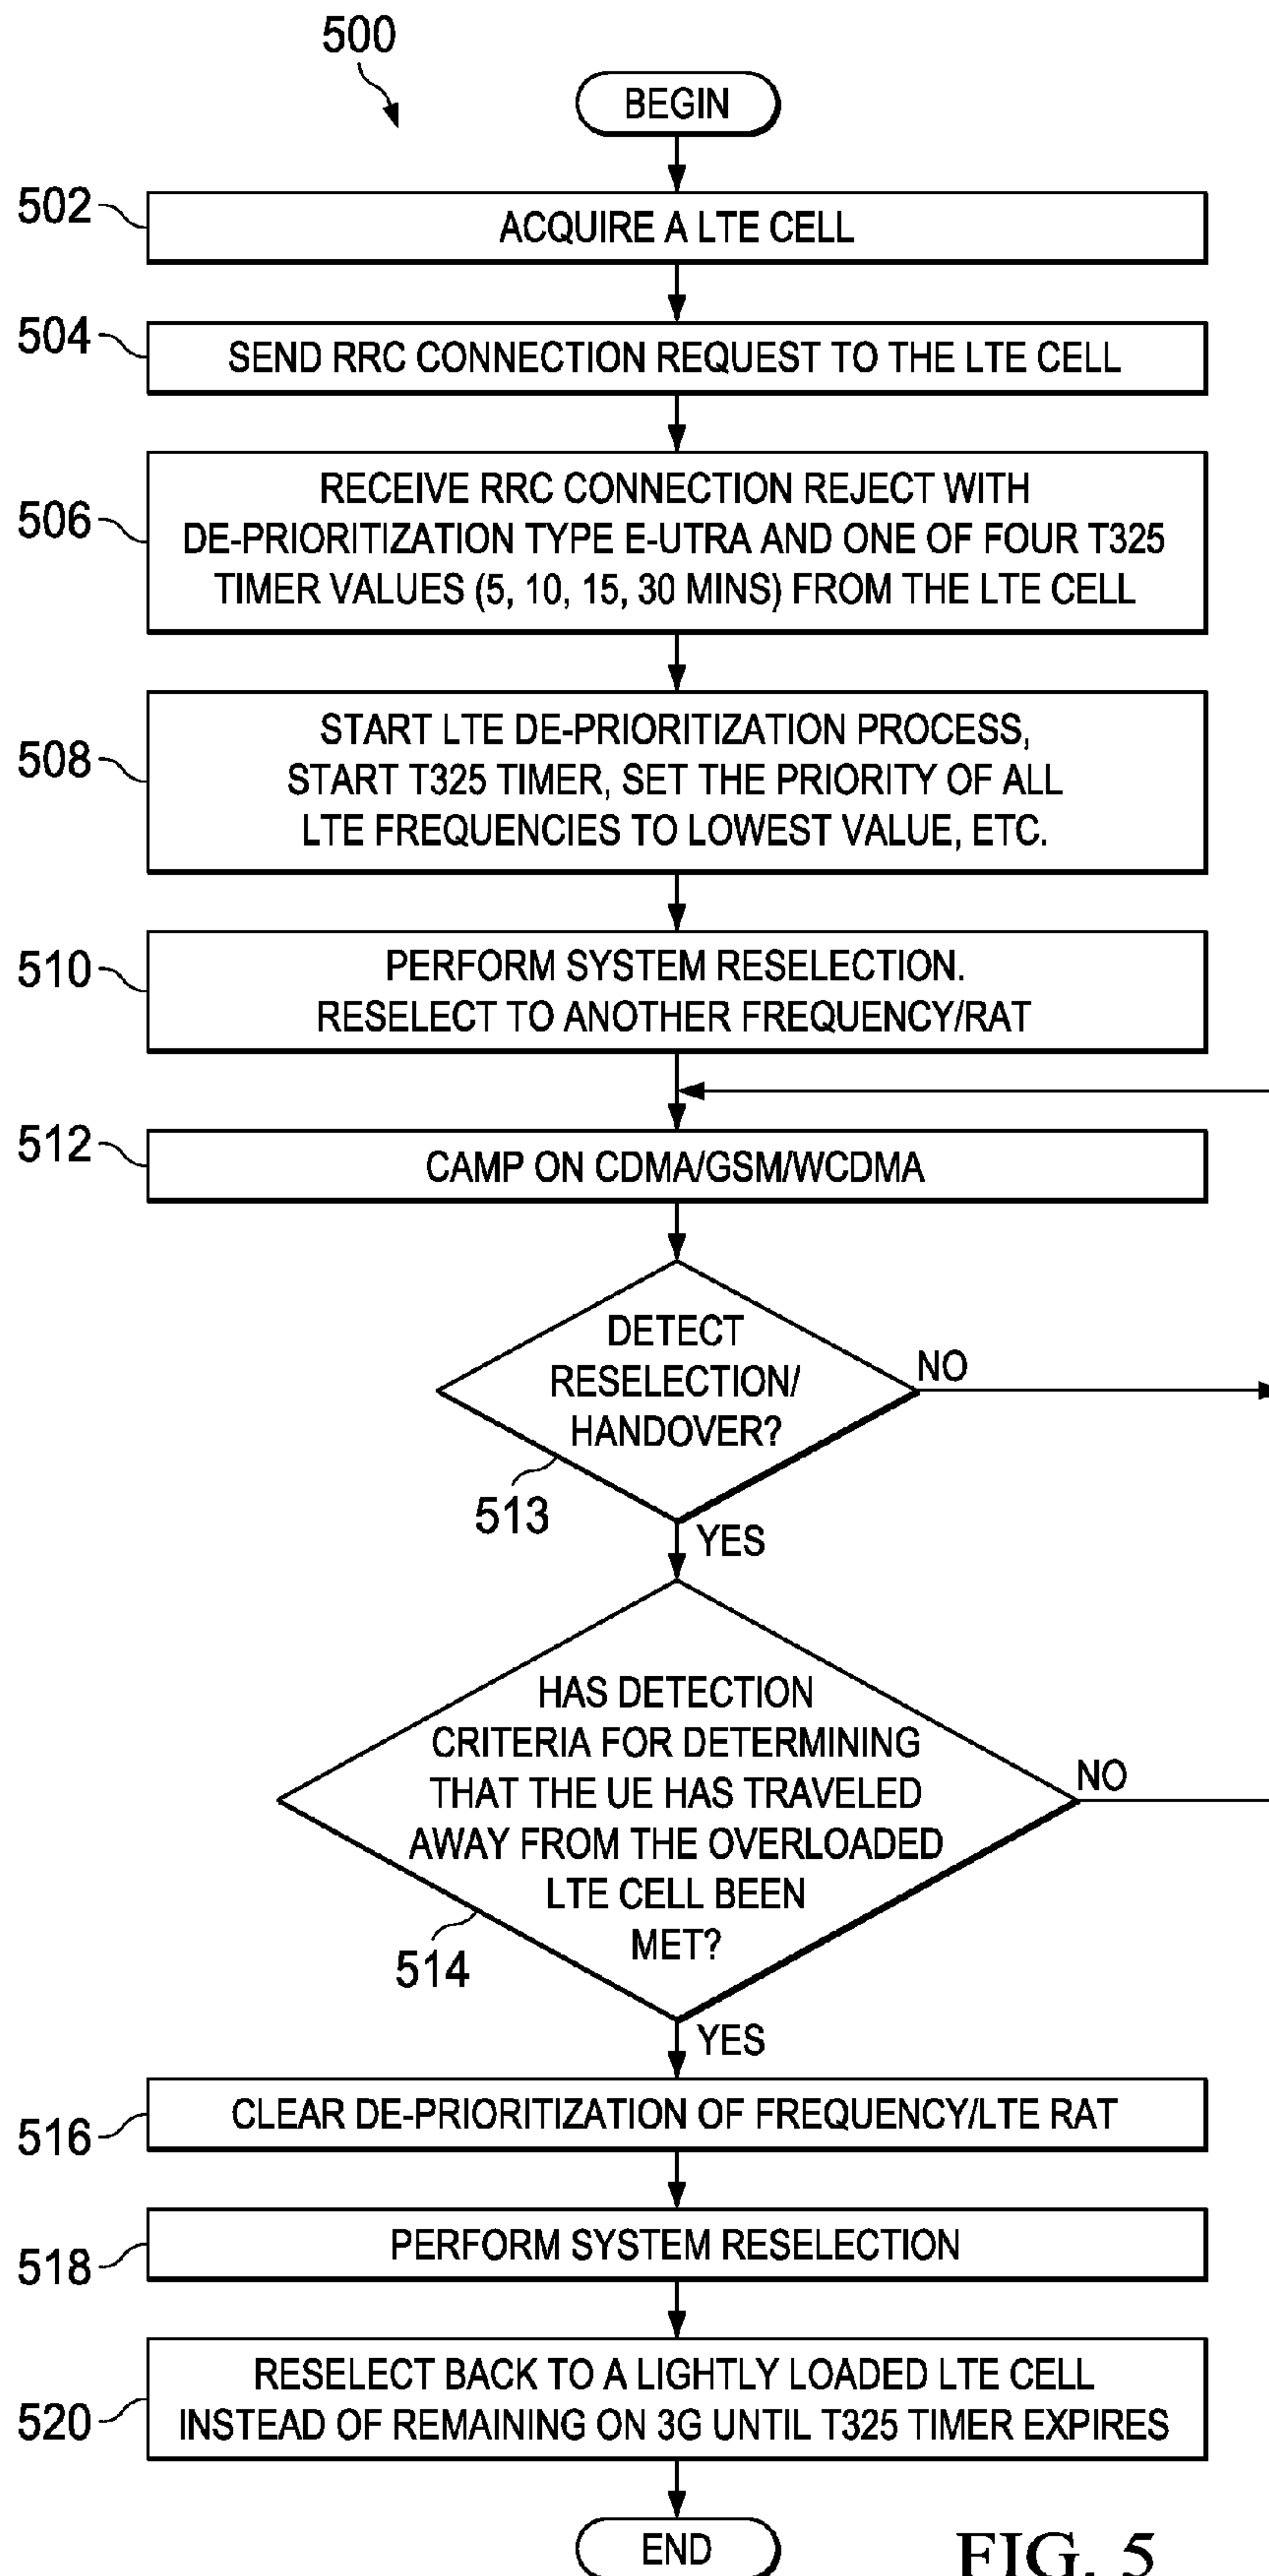 500
BEGIN
502
ACQUIRE A LTE CELL
504
SEND RRC CONNECTION REQUEST TO THE LTE CELL
506
RECEIVE RRC CONNECTION REJECT WITH
DE-PRIORITIZATION TYPE E-UTRA AND ONE OF FOUR T325
TIMER VALUES (5, 10, 15, 30 MINS) FROM THE LTE CELL
508
START LTE DE-PRIORITIZATION PROCESS,
START T325 TIMER, SET THE PRIORITY OF ALL
LTE FREQUENCIES TO LOWEST VALUE, ETC.
510
PERFORM SYSTEM RESELECTION.
RESELECT TO ANOTHER FREQUENCY/RAT
512
CAMP ON CDMA/GSM/WCDMA
DETECT
RESELECTION/
HANDOVER?
NO
513
YES
HAS DETECTION
CRITERIA FOR DETERMINING
THAT THE UE HAS TRAVELED
AWAY FROM THE OVERLOADED
LTE CELL BEEN
MET?
NO
514
YES
516
CLEAR DE-PRIORITIZATION OF FREQUENCY/LTE RAT
518
PERFORM SYSTEM RESELECTION
520
RESELECT BACK TO A LIGHTLY LOADED LTE CELL
INSTEAD OF REMAINING ON 3G UNTIL T325 TIMER EXPIRES
END
FIG. 5